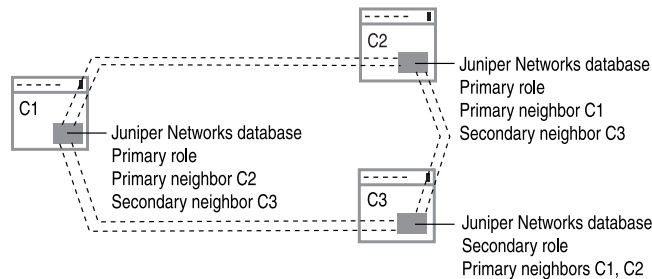 C1
Juniper Networks database
Primary role
Primary neighbor C2
Secondary neighbor C3
C2
Juniper Networks database
Primary role
Primary neighbor C1
Secondary neighbor C3
C3
Juniper Networks database
Secondary role
Primary neighbors C1, C2